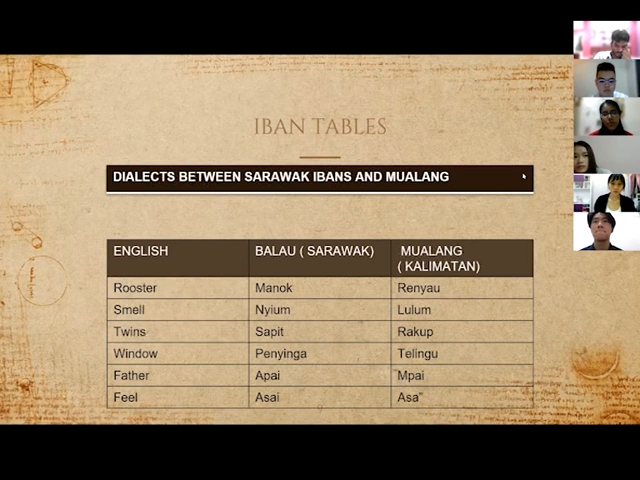 IBAN TABLES
DIALECTS BETWEEN SARAWAK IBANS AND MUALANG
ENGLISH BALAU ( SARAWAK) MUALANG ( KALIMATAN)
Rooster Manok Renyau
Smell Nyium Lulum
Twins Sapit Rakup
Window Penyinga Telingu
Father Apai Mpai
Feel Asai Asa"